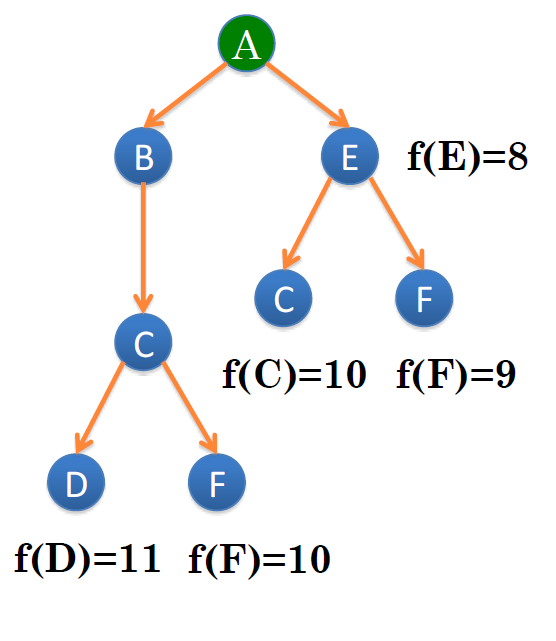 A
B
E
f(E)=8
C
F
f(C)=10
f(F)=9
C
D
F
f(D)=11
f(F)=10